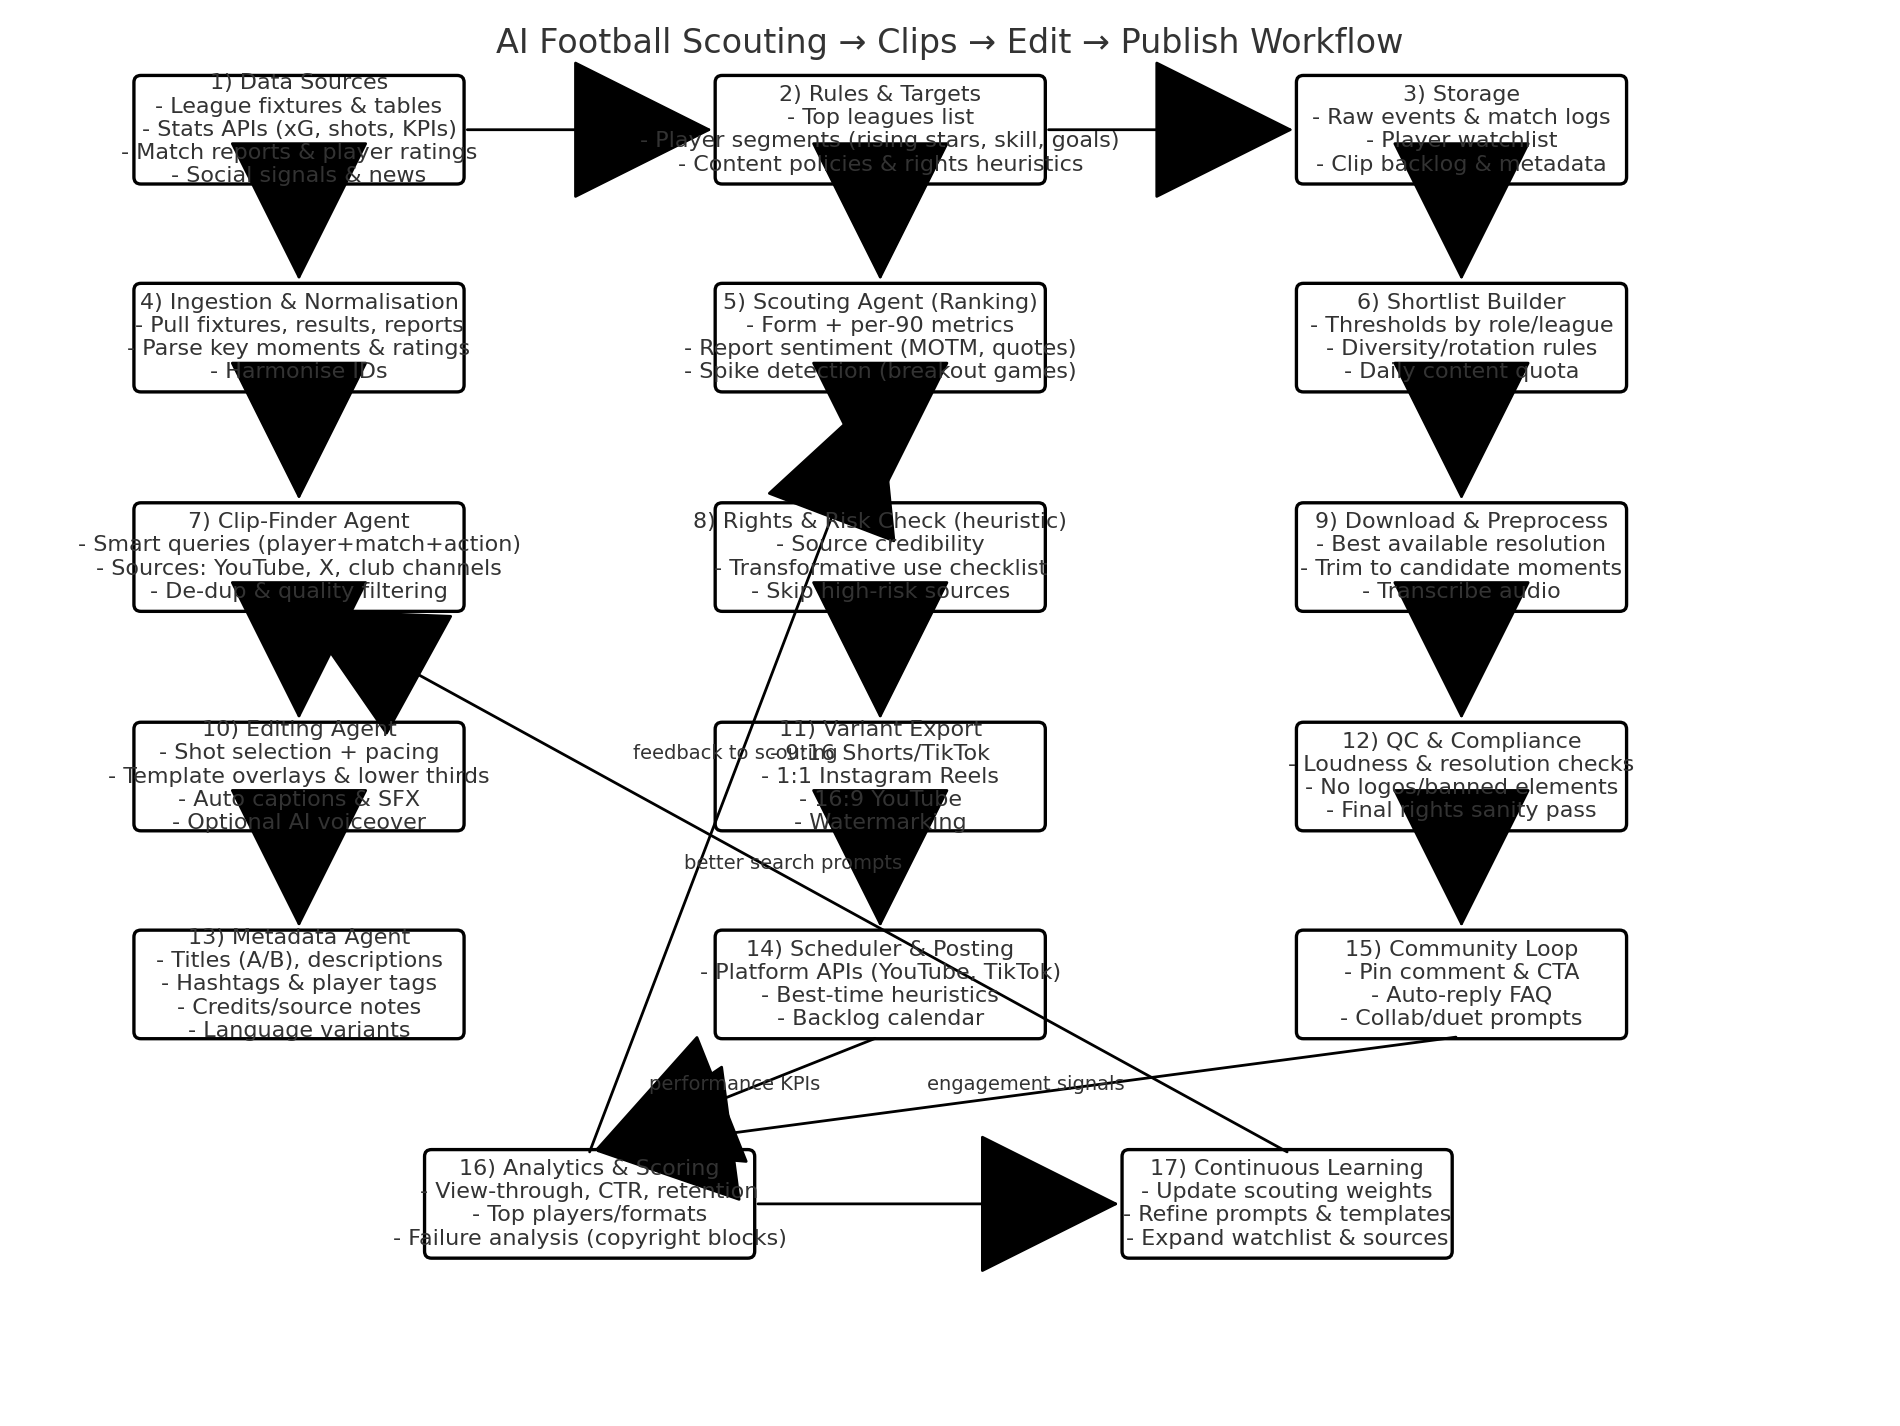 AI Football Scouting → Clips → Edit → Publish Workflow
1) Data Sources
- League fixtures & tables
- Stats APIs (xG, shots, KPIs)
- Match reports & player ratings
- Social signals & news
2) Rules & Targets
- Top leagues list
- Player segments (rising stars, skill, goals)
- Content policies & rights heuristics
3) Storage
- Raw events & match logs
- Player watchlist
- Clip backlog & metadata
4) Ingestion & Normalisation
- Pull fixtures, results, reports
- Parse key moments & ratings
- Harmonise IDs
5) Scouting Agent (Ranking)
- Form + per-90 metrics
- Report sentiment (MOTM, quotes)
- Spike detection (breakout games)
6) Shortlist Builder
- Thresholds by role/league
- Diversity/rotation rules
- Daily content quota
7) Clip-Finder Agent
- Smart queries (player+match+action)
- Sources: YouTube, X, club channels
- De-dup & quality filtering
8) Rights & Risk Check (heuristic)
- Source credibility
- Transformative use checklist
- Skip high-risk sources
9) Download & Preprocess
- Best available resolution
- Trim to candidate moments
- Transcribe audio
10) Editing Agent
- Shot selection + pacing
- Template overlays & lower thirds
- Auto captions & SFX
- Optional AI voiceover
feedback to scouting
11) Variant Export
- 9:16 Shorts/TikTok
- 1:1 Instagram Reels
- 16:9 YouTube
- Watermarking
12) QC & Compliance
- Loudness & resolution checks
- No logos/banned elements
- Final rights sanity pass
better search prompts
13) Metadata Agent
- Titles (A/B), descriptions
- Hashtags & player tags
- Credits/source notes
- Language variants
14) Scheduler & Posting
- Platform APIs (YouTube, TikTok)
- Best-time heuristics
- Backlog calendar
15) Community Loop
- Pin comment & CTA
- Auto-reply FAQ
- Collab/duet prompts
performance KPIs
engagement signals
16) Analytics & Scoring
- View-through, CTR, retention
- Top players/formats
- Failure analysis (copyright blocks)
17) Continuous Learning
- Update scouting weights
- Refine prompts & templates
- Expand watchlist & sources